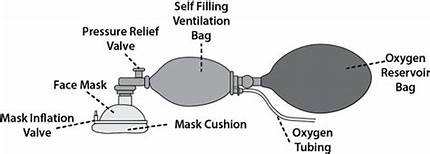 Self Filling
Ventilation
Bag
Pressure Relief
Valve
Oxygen
Reservoir
Bag
Face Mask
Mask Inflation
Valve
Mask Cushion
Oxygen
Tubing